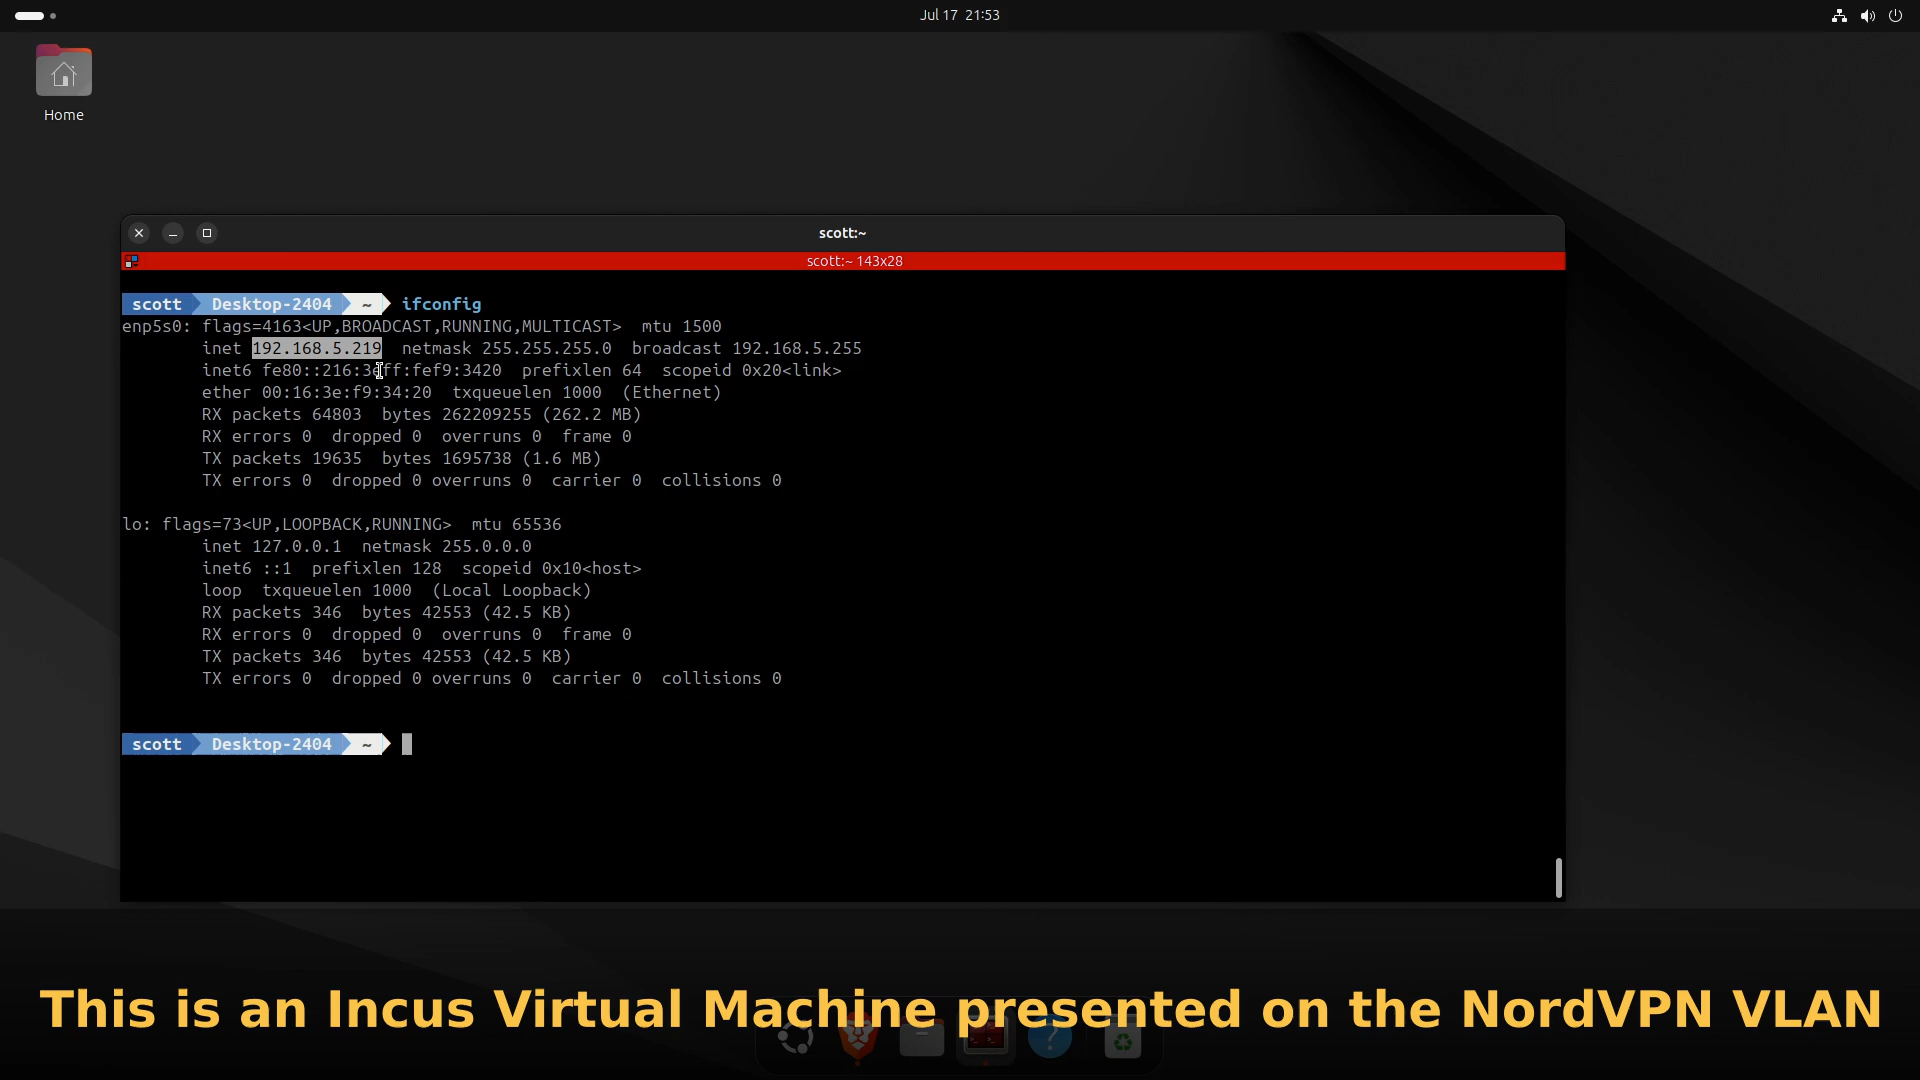 Jul 17 21:53
Home
scott:~
scott:~ 143x28
scott Desktop-2404 ~ ifconfig
enp5s0: flags=4163<UP,BROADCAST,RUNNING,MULTICAST>  mtu 1500
        inet 192.168.5.219  netmask 255.255.255.0  broadcast 192.168.5.255
        inet6 fe80::216:3eff:fef9:3420  prefixlen 64  scopeid 0x20<link>
        ether 00:16:3e:f9:34:20  txqueuelen 1000  (Ethernet)
        RX packets 64803  bytes 262209255 (262.2 MB)
        RX errors 0  dropped 0  overruns 0  frame 0
        TX packets 19635  bytes 1695738 (1.6 MB)
        TX errors 0  dropped 0 overruns 0  carrier 0  collisions 0
lo: flags=73<UP,LOOPBACK,RUNNING>  mtu 65536
        inet 127.0.0.1  netmask 255.0.0.0
        inet6 ::1  prefixlen 128  scopeid 0x10<host>
        loop  txqueuelen 1000  (Local Loopback)
        RX packets 346  bytes 42553 (42.5 KB)
        RX errors 0  dropped 0  overruns 0  frame 0
        TX packets 346  bytes 42553 (42.5 KB)
        TX errors 0  dropped 0 overruns 0  carrier 0  collisions 0
scott Desktop-2404 ~
This is an Incus Virtual Machine presented on the NordVPN VLAN